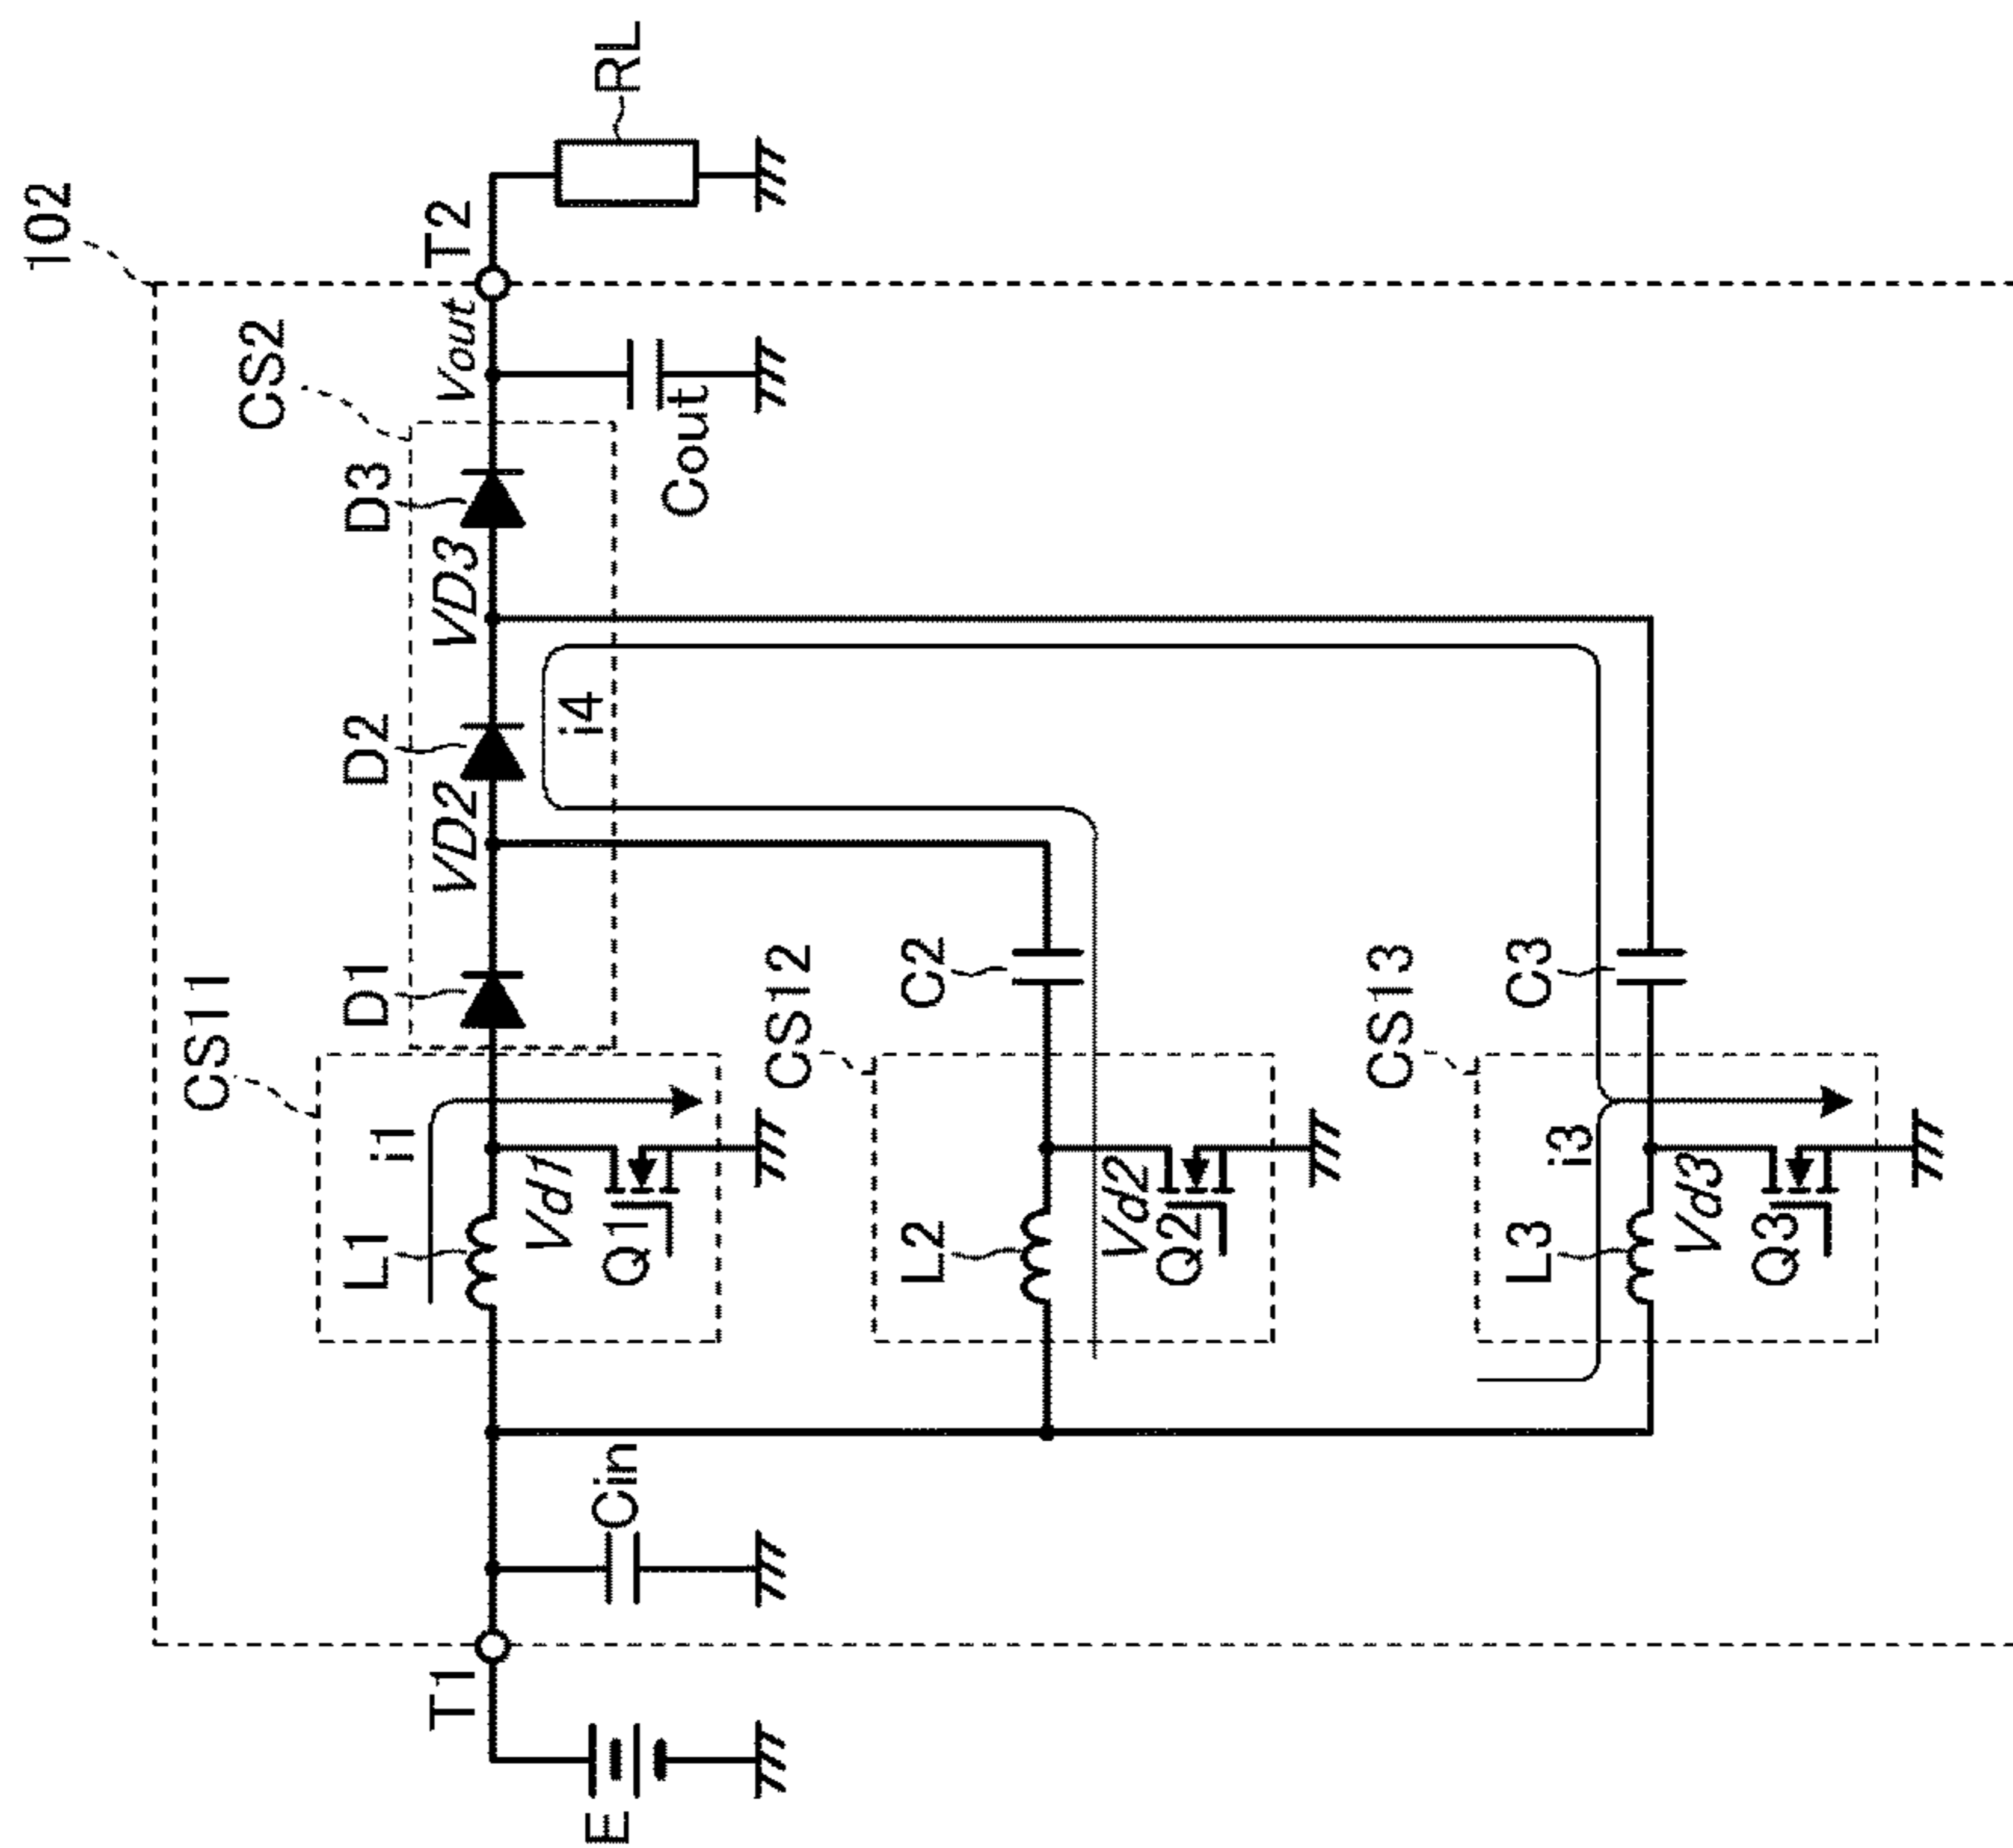 102
CS2
CS11
D1
D2
D3
VD2
VD3
Vout
T2
RL
L1
i1
Vd1
Q1
i4
Cout
T1
Cin
E
CS12
C2
L2
Vd2
Q2
CS13
C3
i3
L3
Vd3
Q3